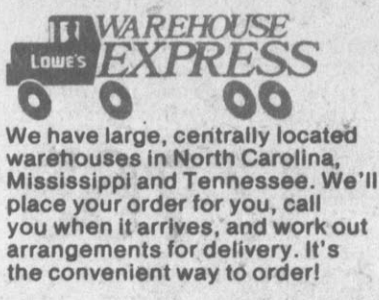 WAREHOUSE
LOWE'S EXPRESS
We have large, centrally located
warehouses in North Carolina,
Mississippi and Tennessee. We'll
place your order for you, call
you when it arrives, and work out
arrangements for delivery. It's
the convenient way to order!